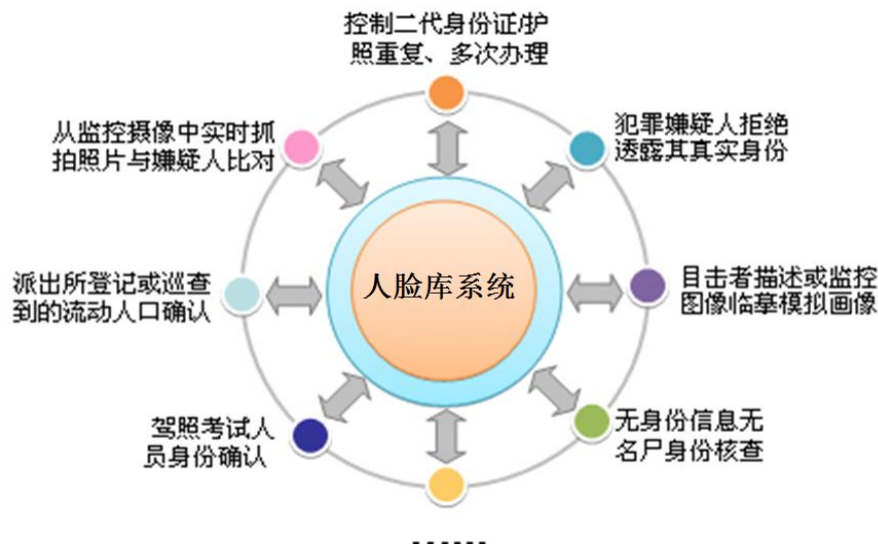 控制二代身份证/护
照重复、多次办理
犯罪嫌疑人拒绝
透露其真实身份
目击者描述或监控
图像临摹模拟画像
无身份信息无
名尸身份核查
......
驾照考试人
员身份确认
派出所登记或巡查
到的流动人口确认
从监控摄像中实时抓
拍照片与嫌疑人比对
人脸库系统